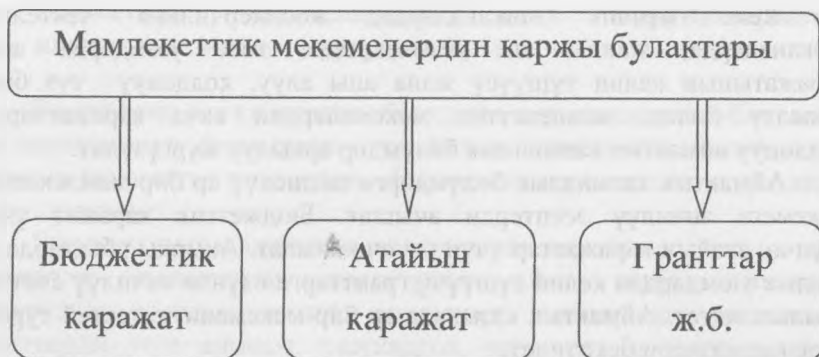 Мамлекеттик мекемелердин каржы булактары
Бюджеттик
каражат
Атайын
каражат
Гранттар
ж.б.